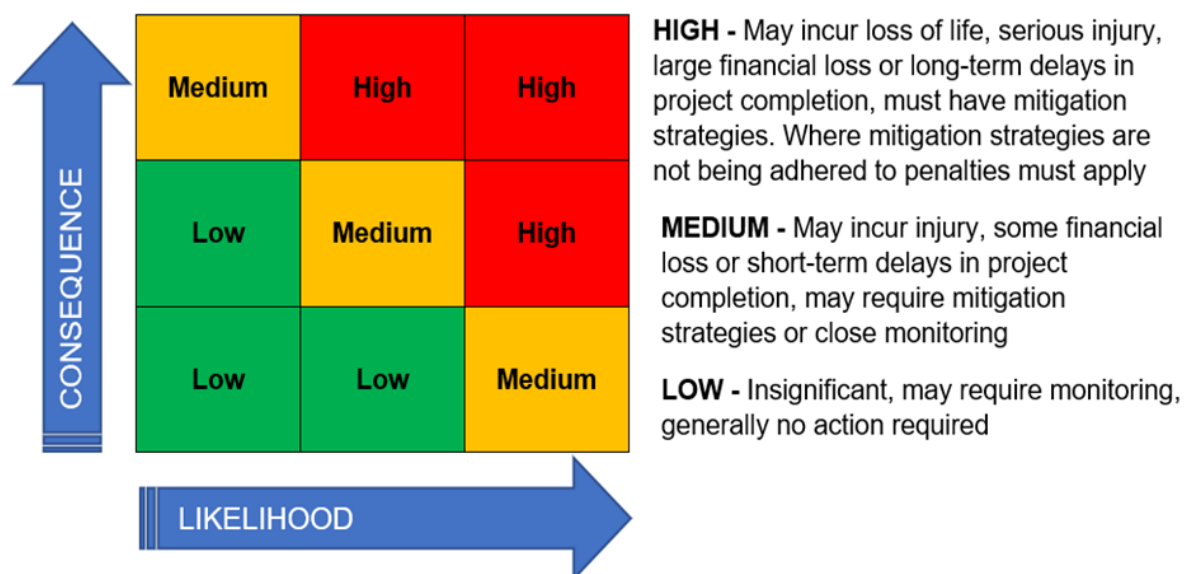 CONSEQUENCE
Medium
High
High
Low
Medium
High
Low
Low
Medium
LIKELIHOOD
HIGH - May incur loss of life, serious injury,
large financial loss or long-term delays in
project completion, must have mitigation
strategies. Where mitigation strategies are
not being adhered to penalties must apply
MEDIUM - May incur injury, some financial
loss or short-term delays in project
completion, may require mitigation
strategies or close monitoring
LOW - Insignificant, may require monitoring,
generally no action required